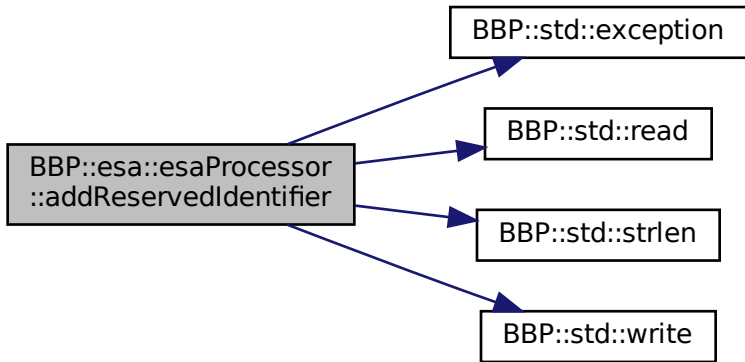 BBP::std::exception
BBP::std::read
BBP::esa::esaProcessor
::addReservedIdentifier
BBP::std::strlen
BBP::std::write